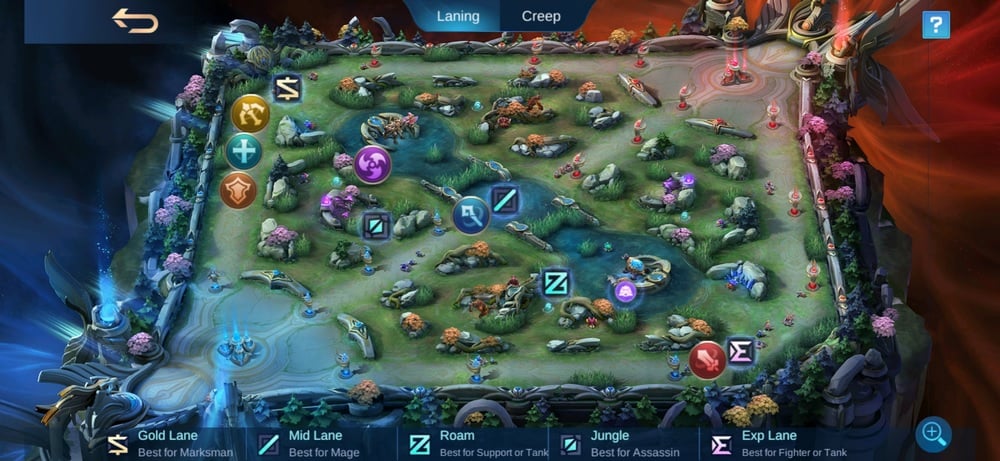 Laning
Creep
?
Gold Lane
Best for Marksman
Mid Lane
Best for Mage
Roam
Best for Support or Tank
Jungle
Best for Assassin
Exp Lane
Best for Fighter or Tank